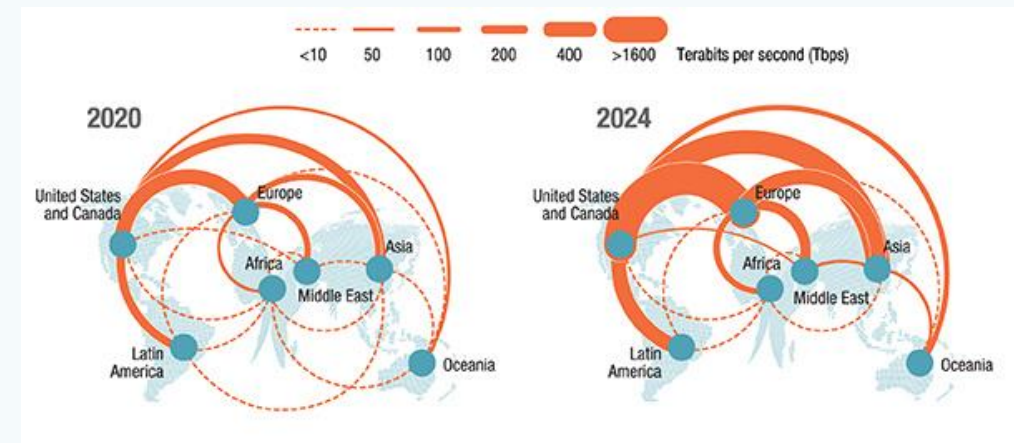 <10 50 100 200 400 >1600 Terabits per second (Tbps)
2020
United States
and Canada
Europe
Africa
Asia
Middle East
Latin
America
Oceania
2024
United States
and Canada
Europe
Africa
Asia
Middle East
Latin
America
Oceania